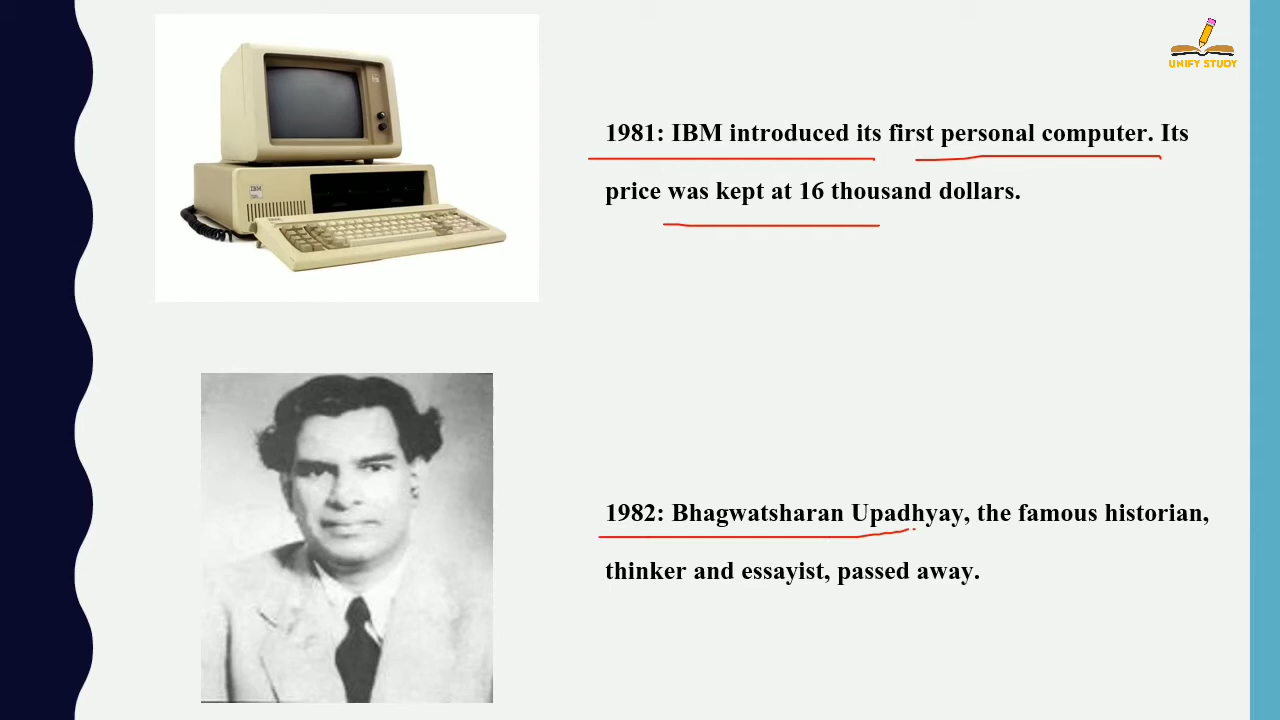 UNIFY STUDY
1981: IBM introduced its first personal computer. Its
price was kept at 16 thousand dollars.
IBM
1982: Bhagwatsharan Upadhyay, the famous historian,
thinker and essayist, passed away.